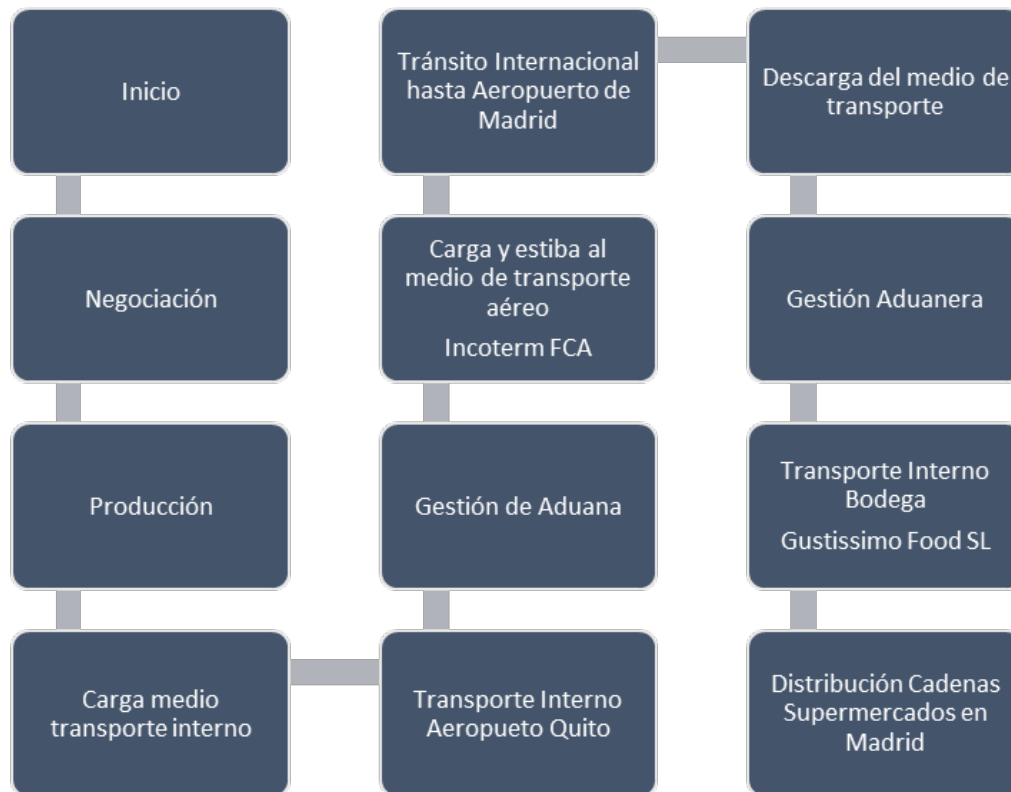 Inicio
Negociación
Producción
Carga medio
transporte interno
Transporte Interno
Aeropueto Quito
Gestión de Aduana
Carga y estiba al
medio de transporte
aéreo
Incoterm FCA
Tránsito Internacional
hasta Aeropuerto de
Madrid
Descarga del medio de
transporte
Gestión Aduanera
Transporte Interno
Bodega
Gustissimo Food SL
Distribución Cadenas
Supermercados en
Madrid